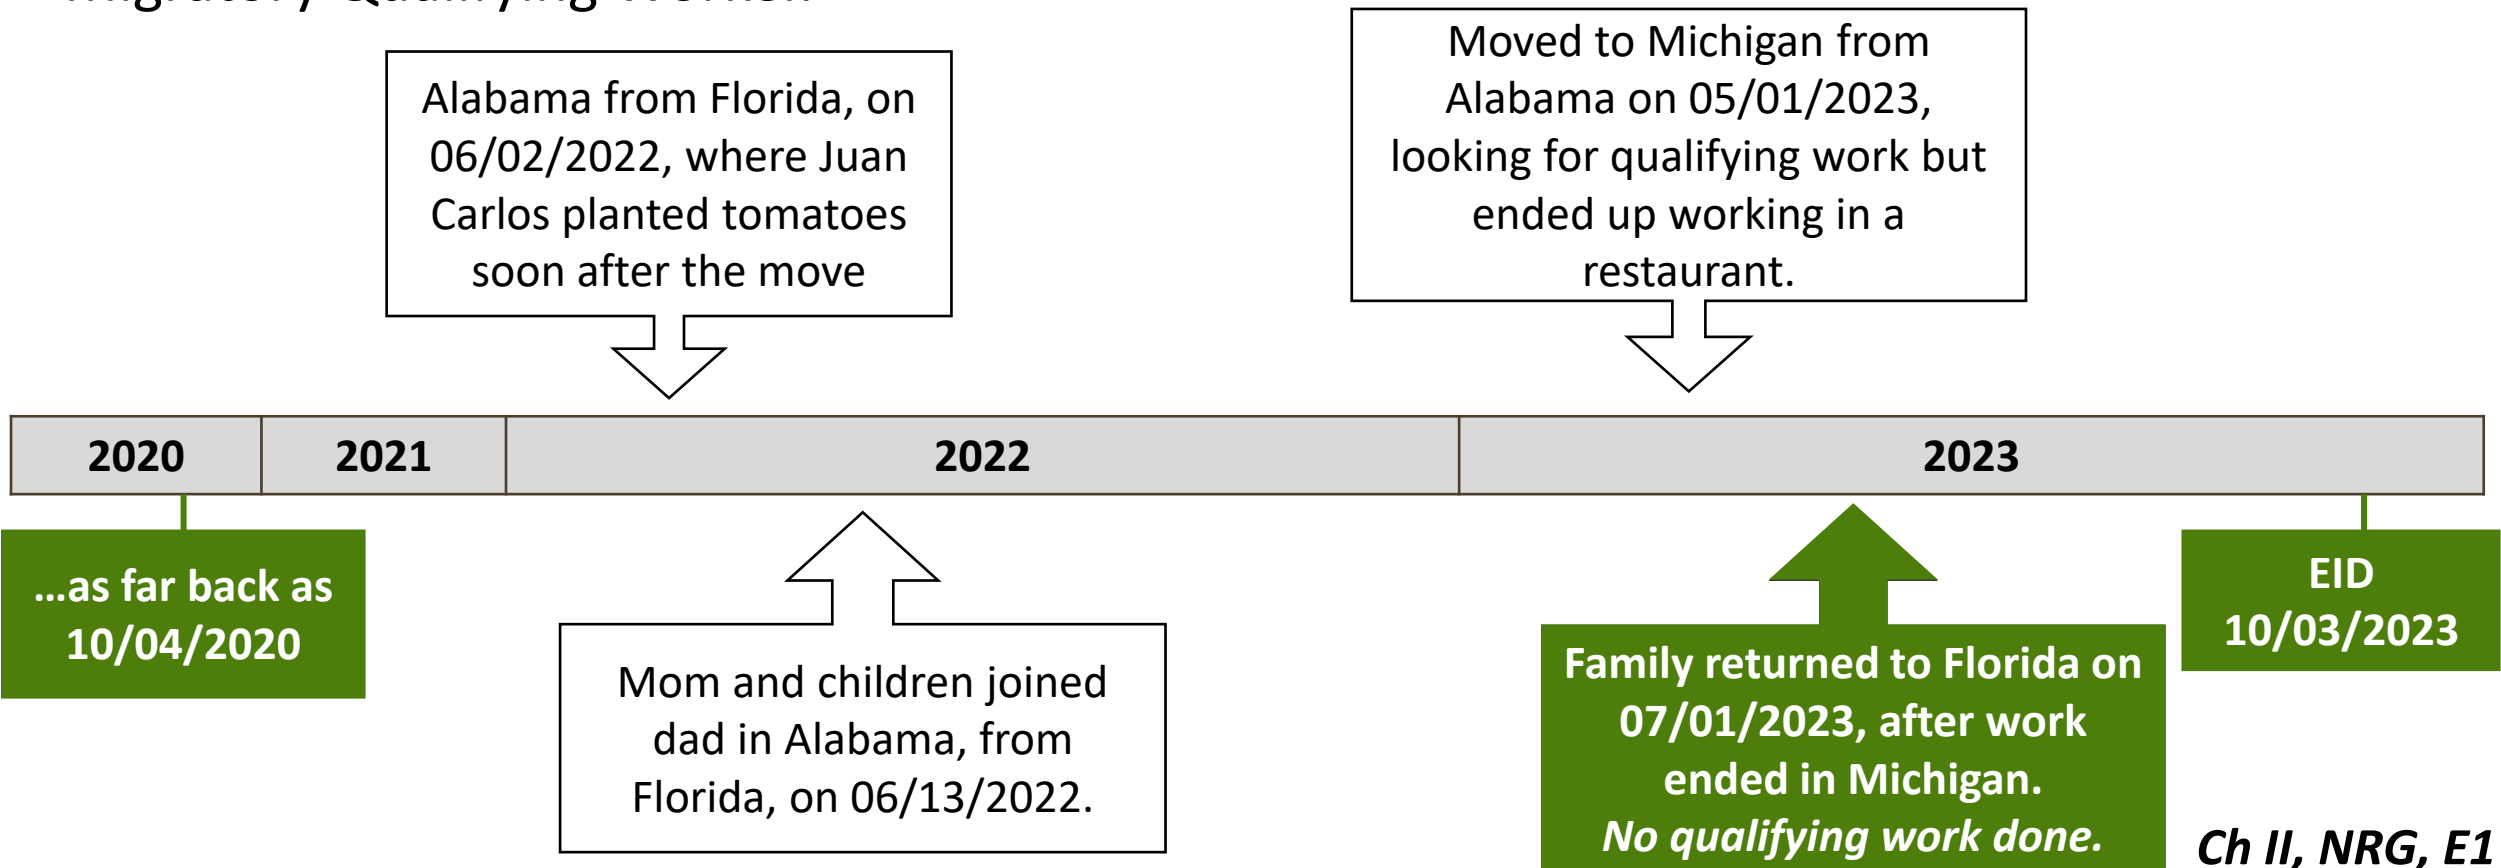 Migratory Qualifying Worker.
Alabama from Florida, on
06/02/2022, where Juan
Carlos planted tomatoes
soon after the move
Moved to Michigan from
Alabama on 05/01/2023,
looking for qualifying work but
ended up working in a
restaurant.
2020
2021
2022
2023
...as far back as
10/04/2020
Mom and children joined
dad in Alabama, from
Florida, on 06/13/2022.
Family returned to Florida on
07/01/2023, after work
ended in Michigan.
No qualifying work done.
EID
10/03/2023
Ch II, NRG, E1